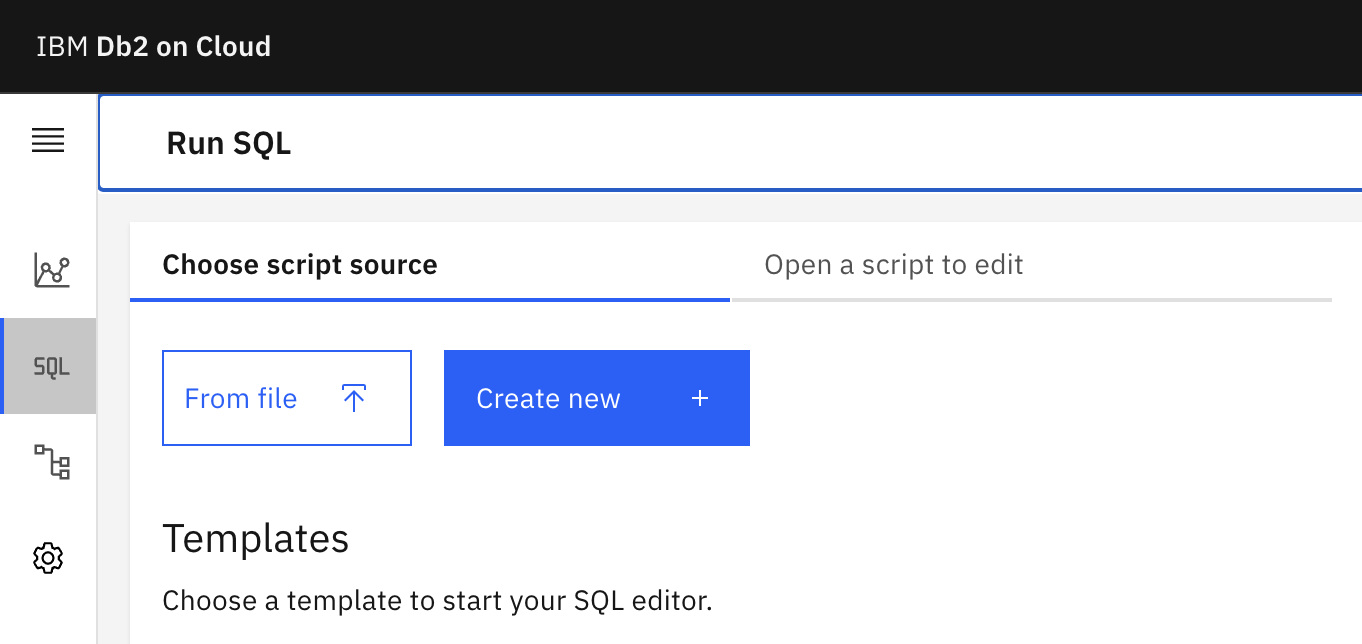 IBM Db2 on Cloud
Run SQL
Choose script source
Open a script to edit
SQL
From file
Create new
Templates
Choose a template to start your SQL editor.